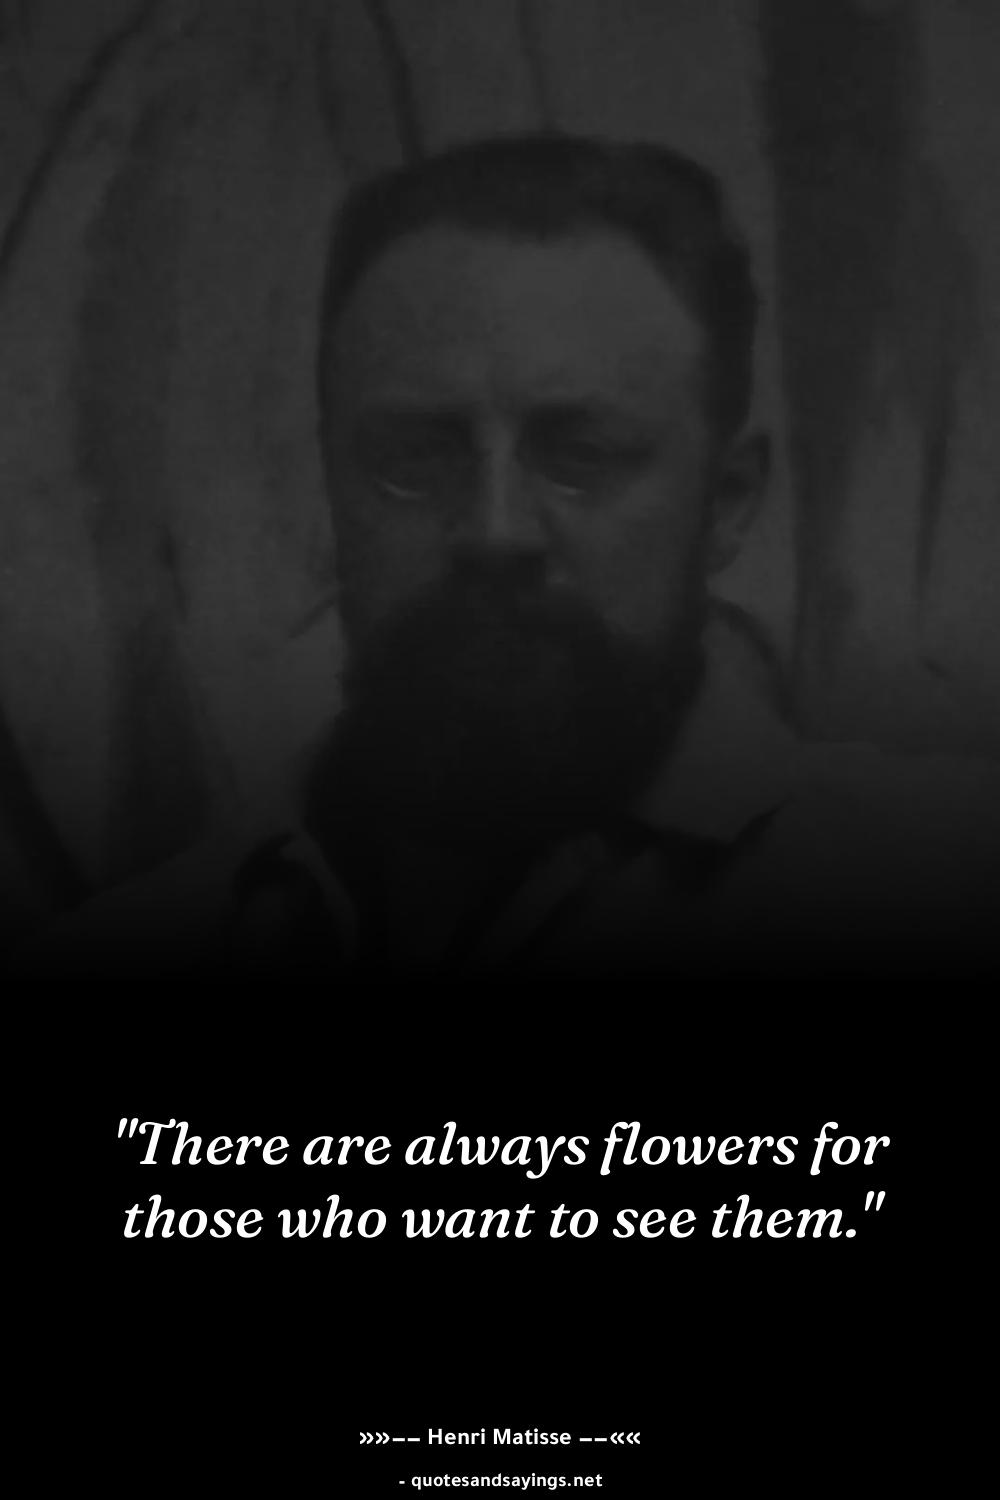 "There are always flowers for
those who want to see them."
»»–– Henri Matisse ––««
- quotesandsayings.net